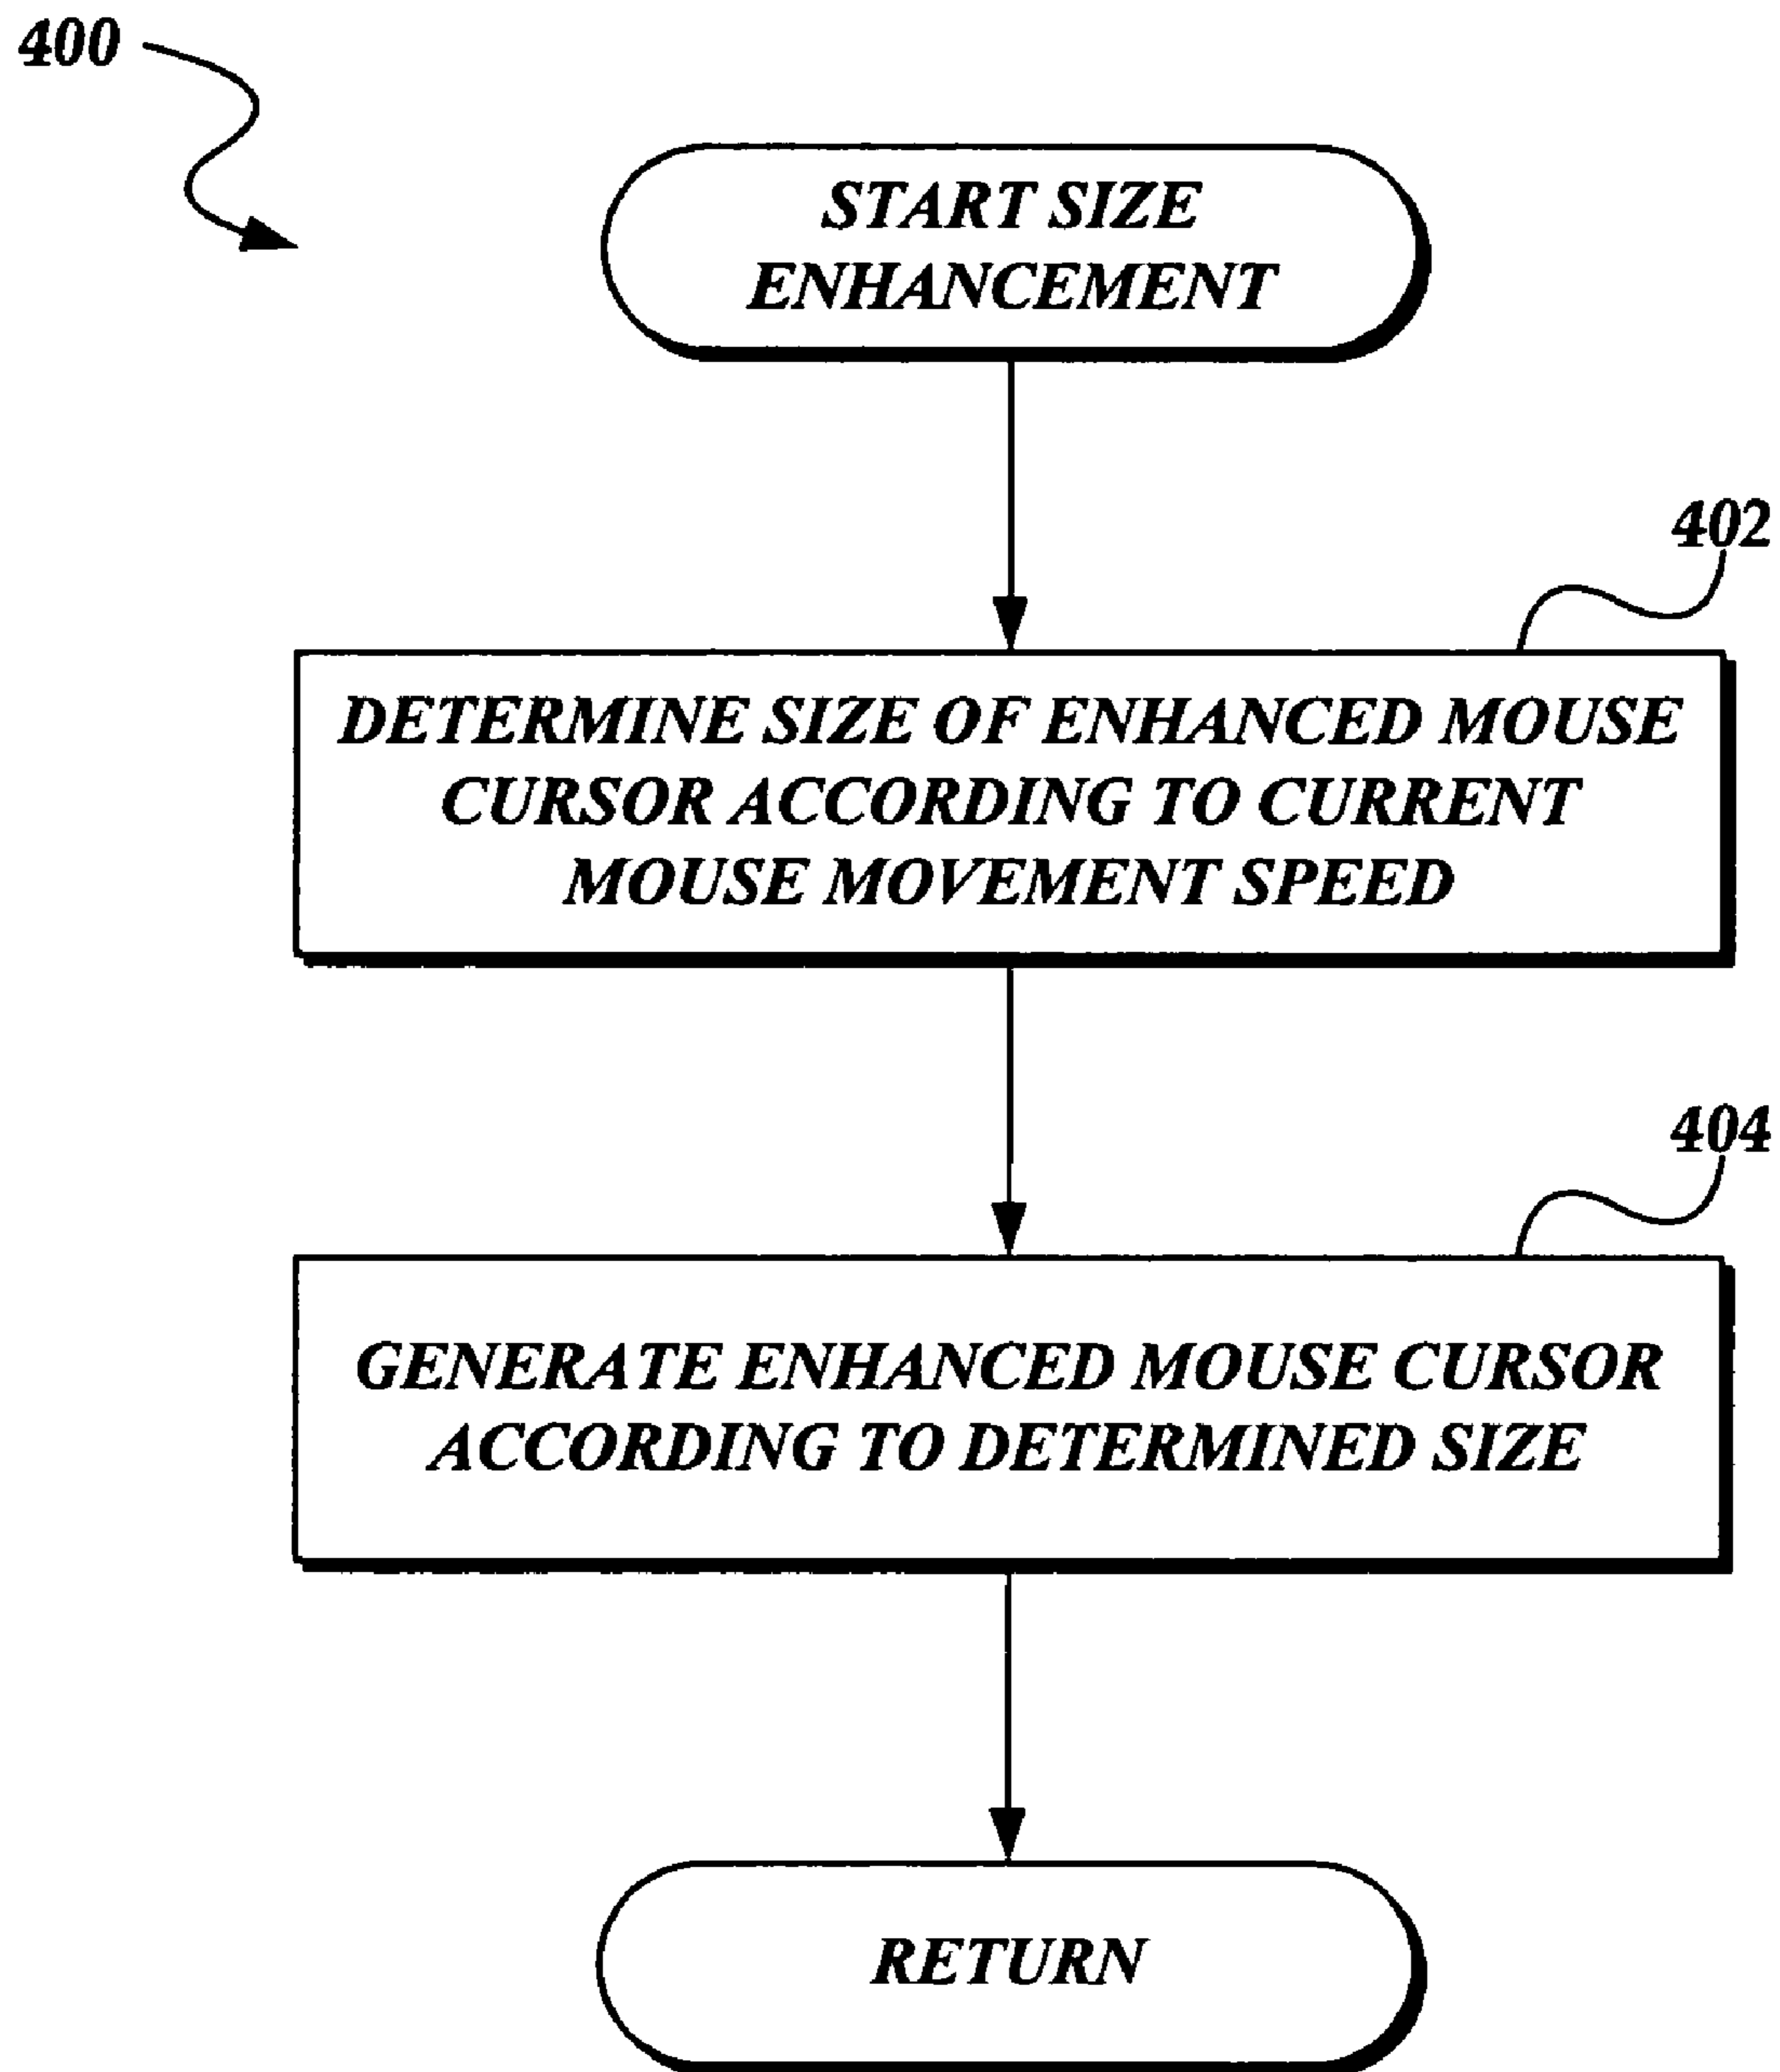 400
START SIZE
ENHANCEMENT
402
DETERMINE SIZE OF ENHANCED MOUSE
CURSOR ACCORDING TO CURRENT
MOUSE MOVEMENT SPEED
404
GENERATE ENHANCED MOUSE CURSOR
ACCORDING TO DETERMINED SIZE
RETURN